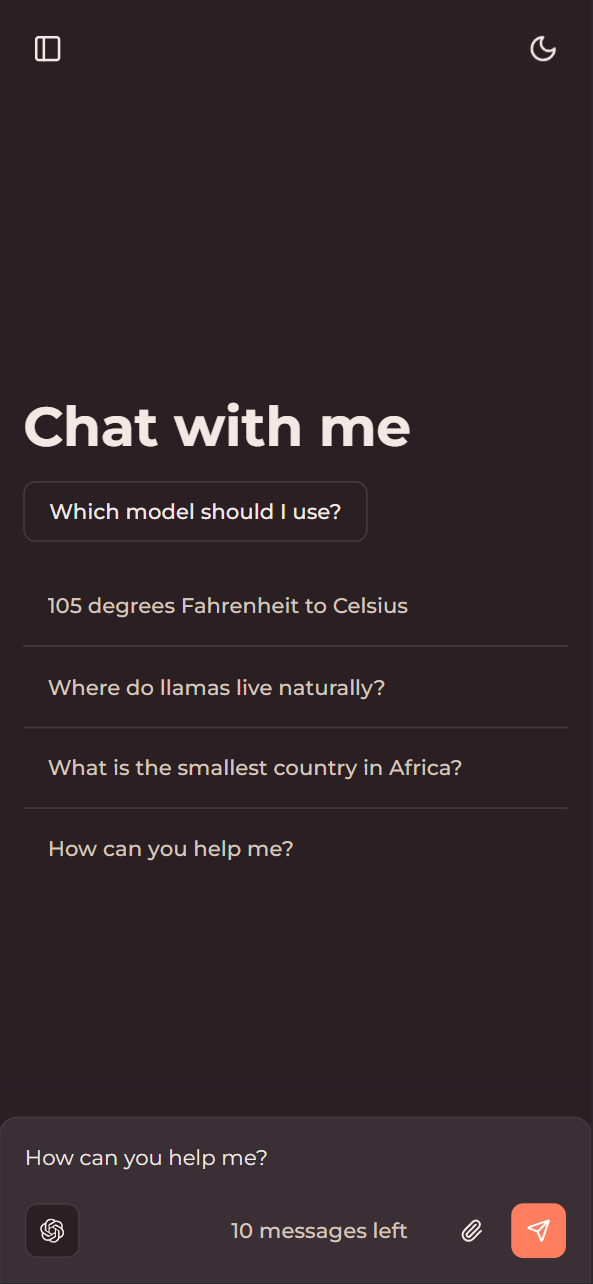 Chat with me
Which model should I use?
105 degrees Fahrenheit to Celsius
Where do llamas live naturally?
What is the smallest country in Africa?
How can you help me?
How can you help me?
10 messages left